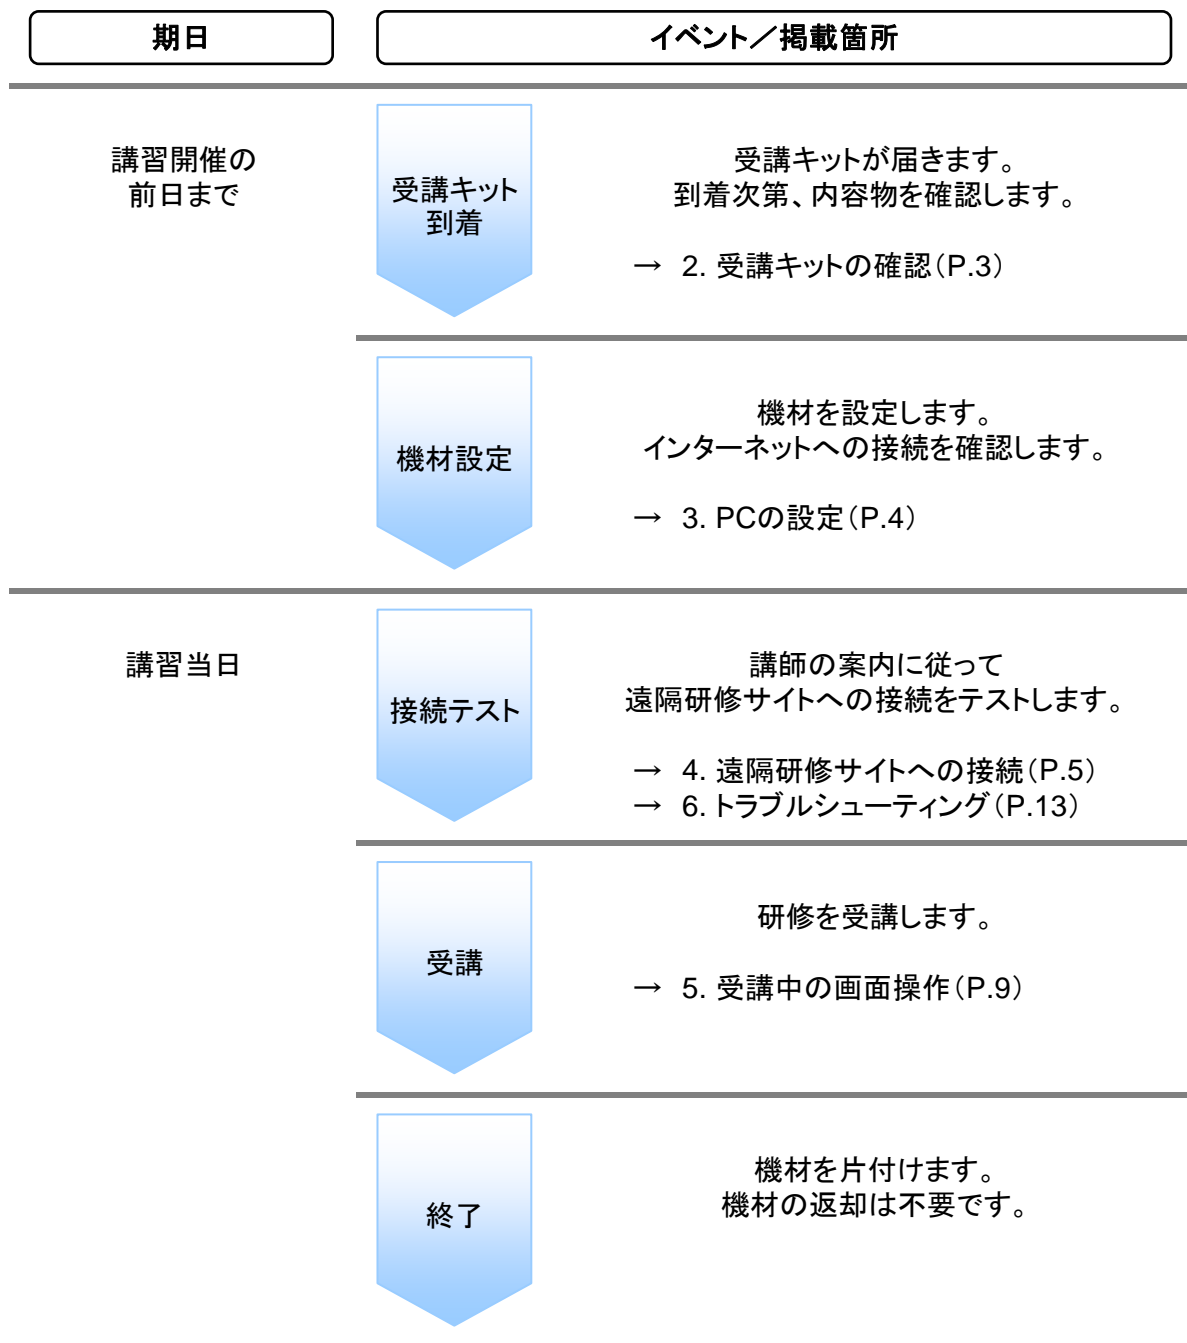 期日
イベント／掲載箇所
講習開催の
前日まで
受講キット
到着
受講キットが届きます。
到着次第、内容物を確認します。
→ 2. 受講キットの確認（P.3）
機材設定
機材を設定します。
インターネットへの接続を確認します。
→ 3. PCの設定（P.4）
講習当日
接続テスト
講師の案内に従って
遠隔研修サイトへの接続をテストします。
→ 4. 遠隔研修サイトへの接続（P.5）
→ 6. トラブルシューティング（P.13）
受講
研修を受講します。
→ 5. 受講中の画面操作（P.9）
終了
機材を片付けます。
機材の返却は不要です。